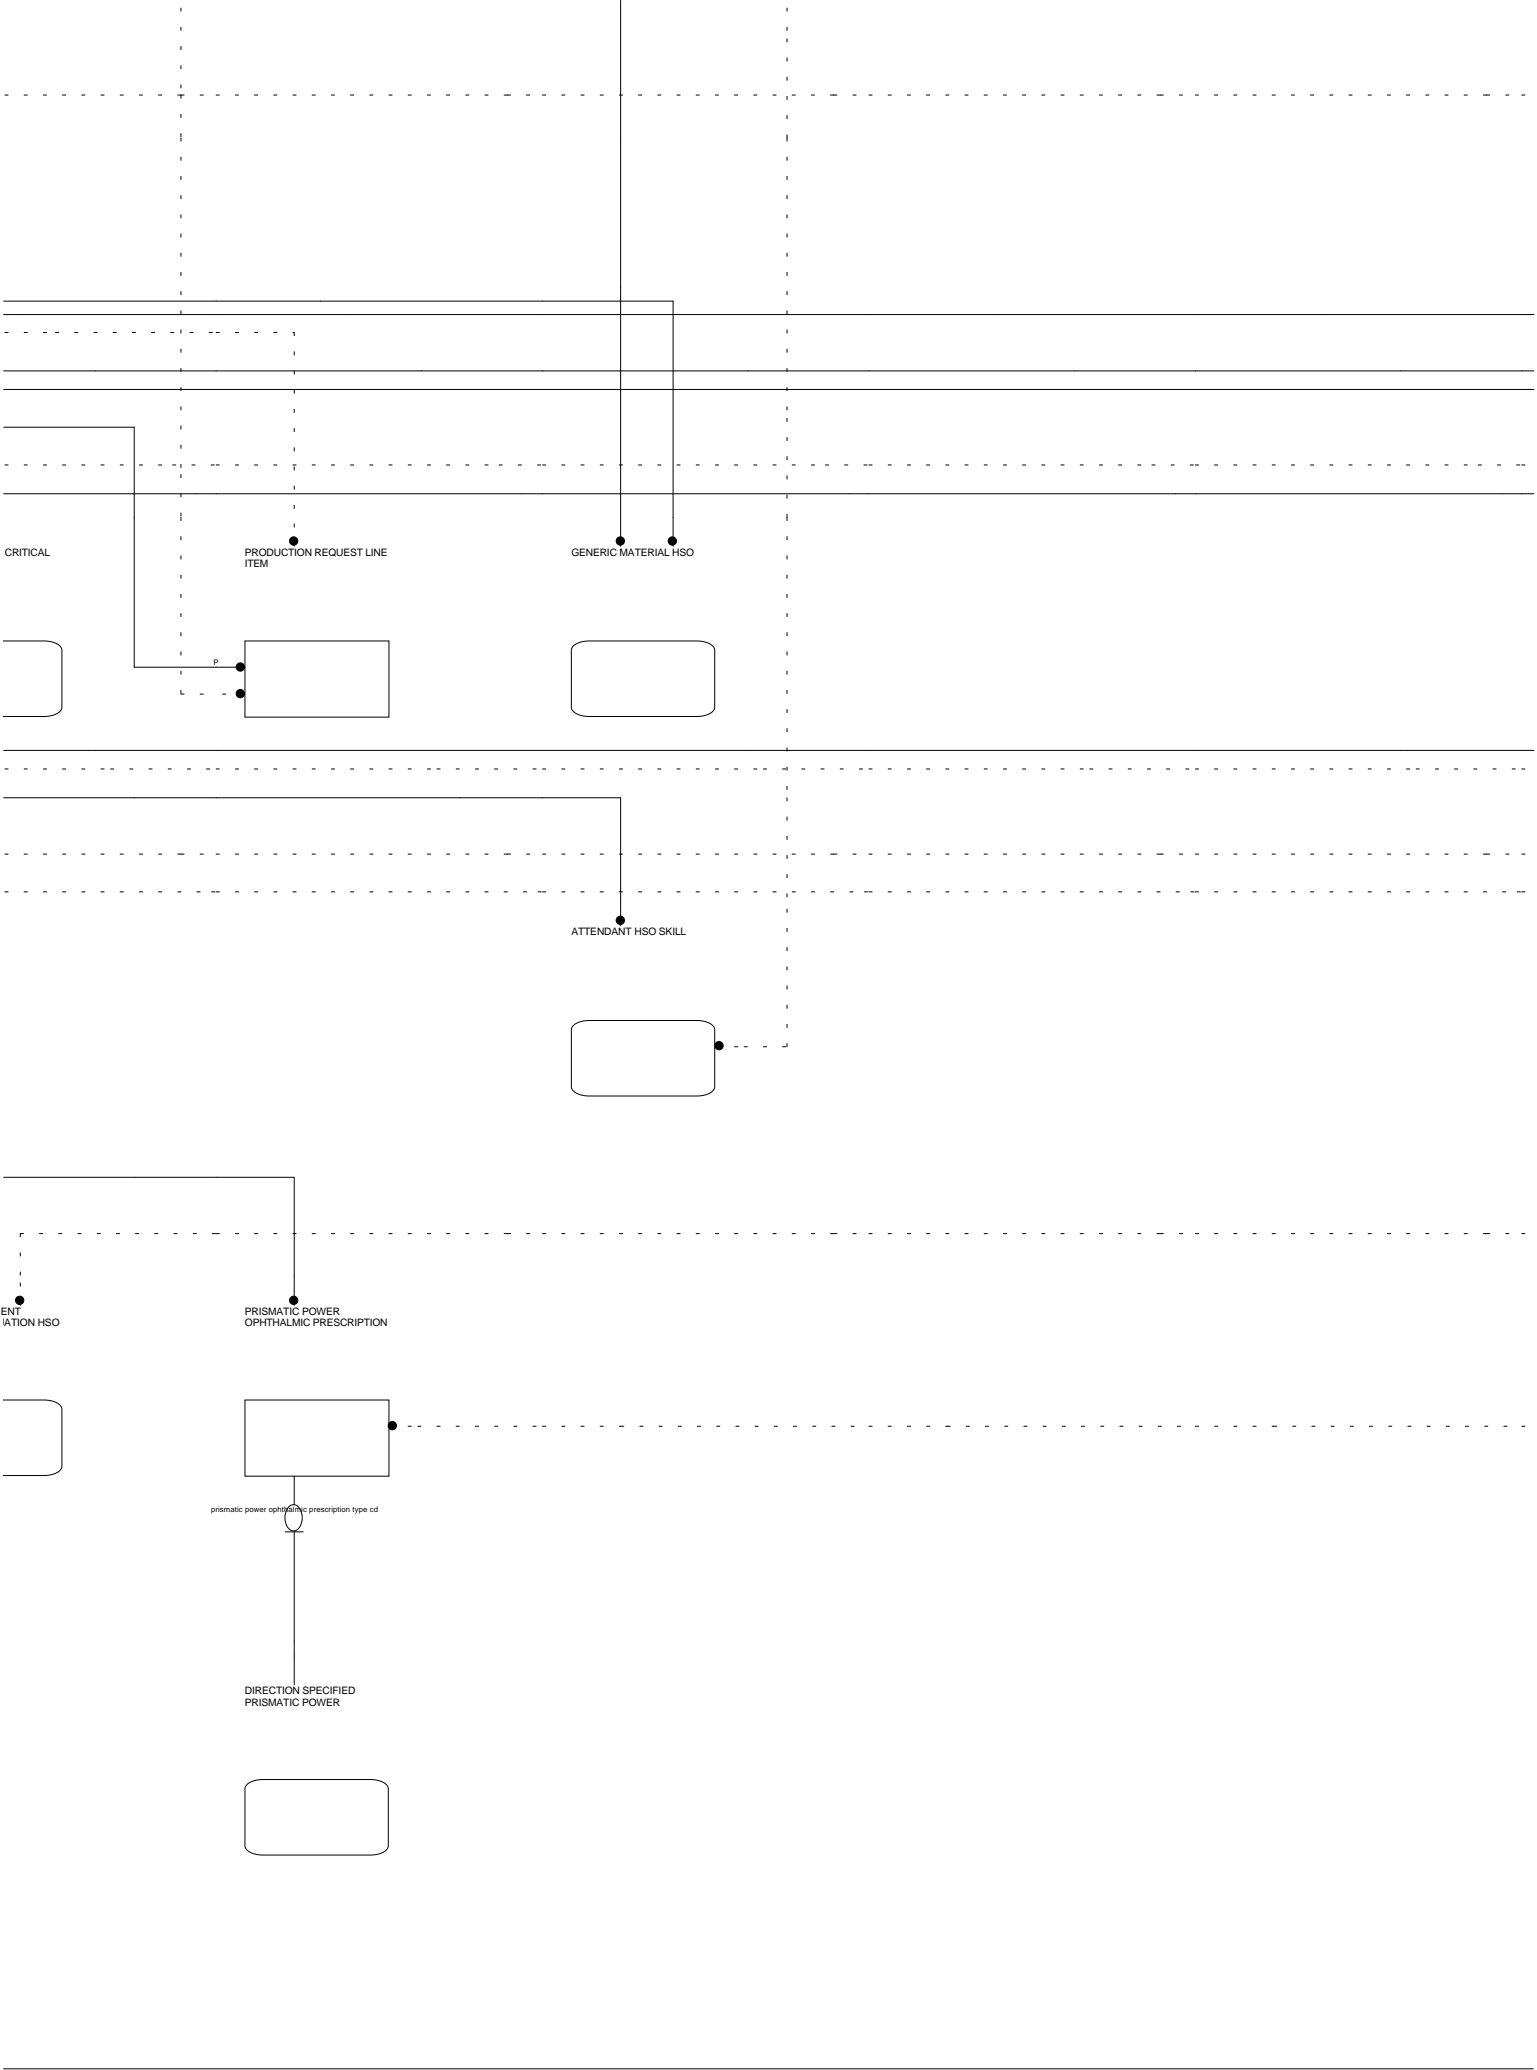 CRITICAL
PRODUCTION REQUEST LINE
ITEM
GENERIC MATERIAL HSO
P
ATTENDANT HSO SKILL
ENT
ATION HSO
PRISMATIC POWER
OPHTHALMIC PRESCRIPTION
prismatic power ophthalmic prescription type cd
DIRECTION SPECIFIED
PRISMATIC POWER